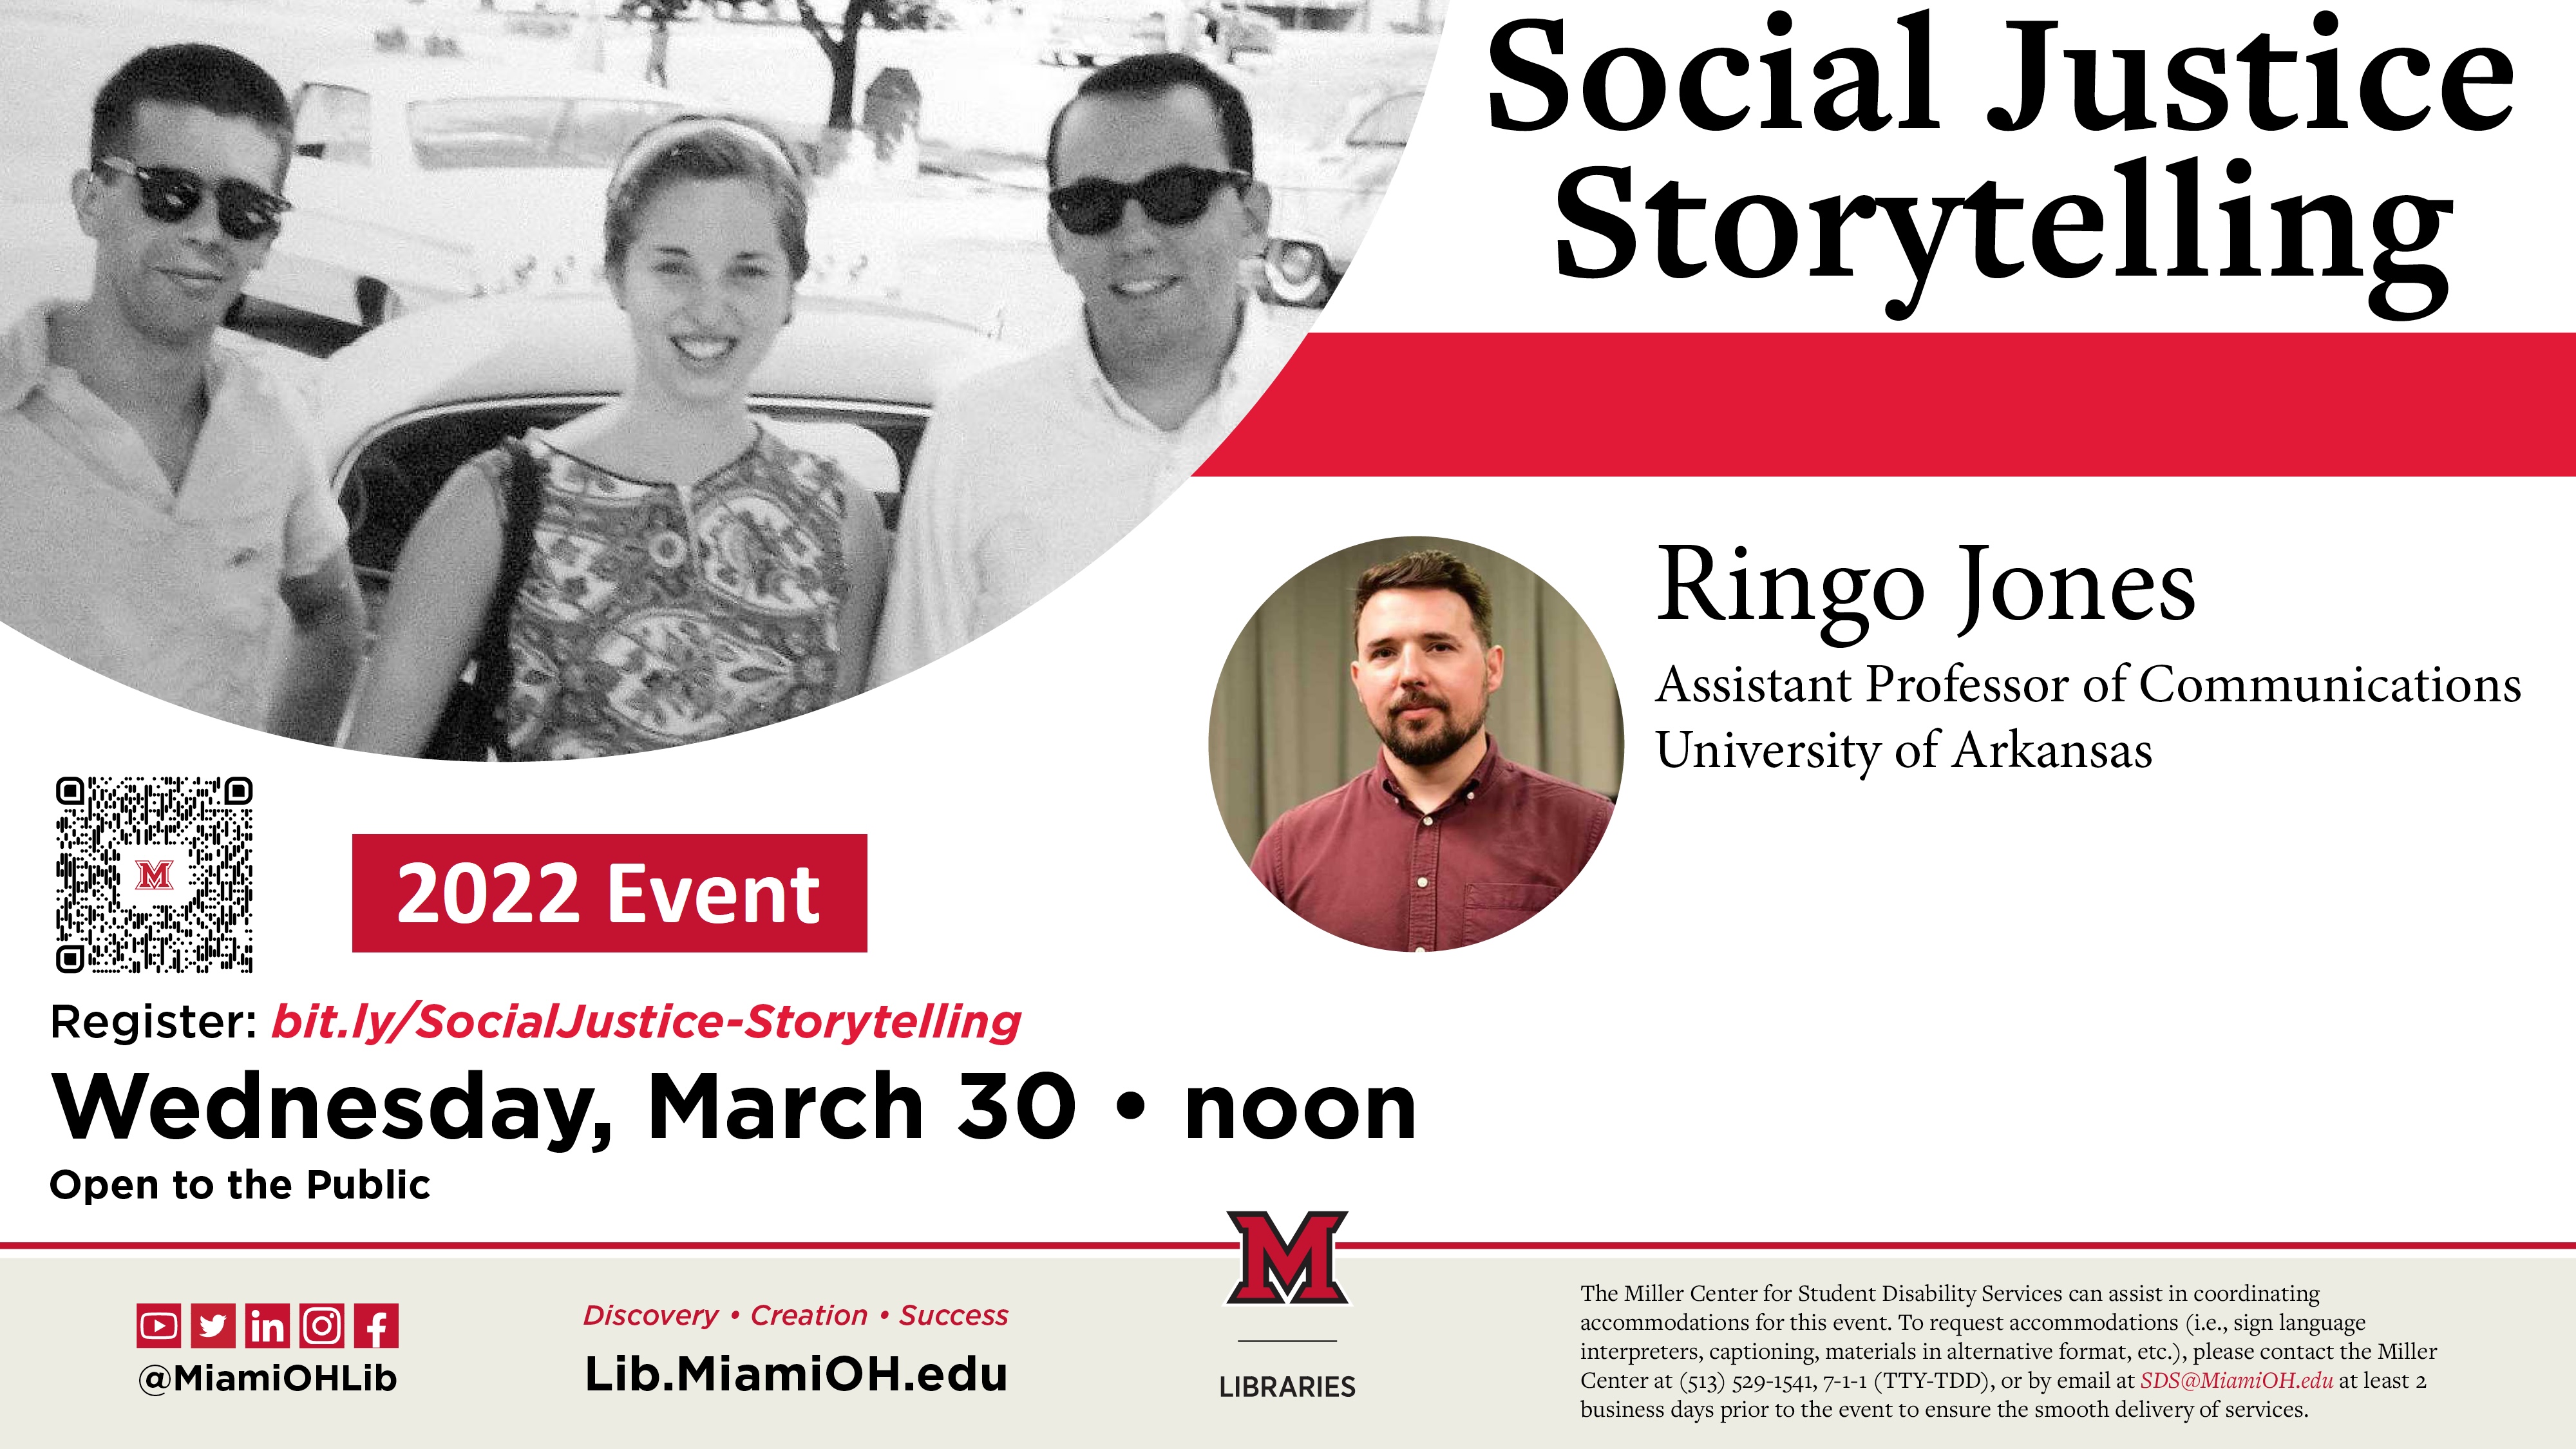 Social Justice
Storytelling
Ringo Jones
Assistant Professor of Communications
University of Arkansas
M
2022 Event
Register: bit.ly/SocialJustice-Storytelling
Wednesday, March 30 • noon
Open to the Public
@MiamiOHLib
Discovery • Creation • Success
Lib.MiamiOH.edu
M
LIBRARIES
The Miller Center for Student Disability Services can assist in coordinating
accommodations for this event. To request accommodations (i.e., sign language
interpreters, captioning, materials in alternative format, etc.), please contact the Miller
Center at (513) 529-1541, 7-1-1 (TTY-TDD), or by email at SDS@MiamiOH.edu at least 2
business days prior to the event to ensure the smooth delivery of services.